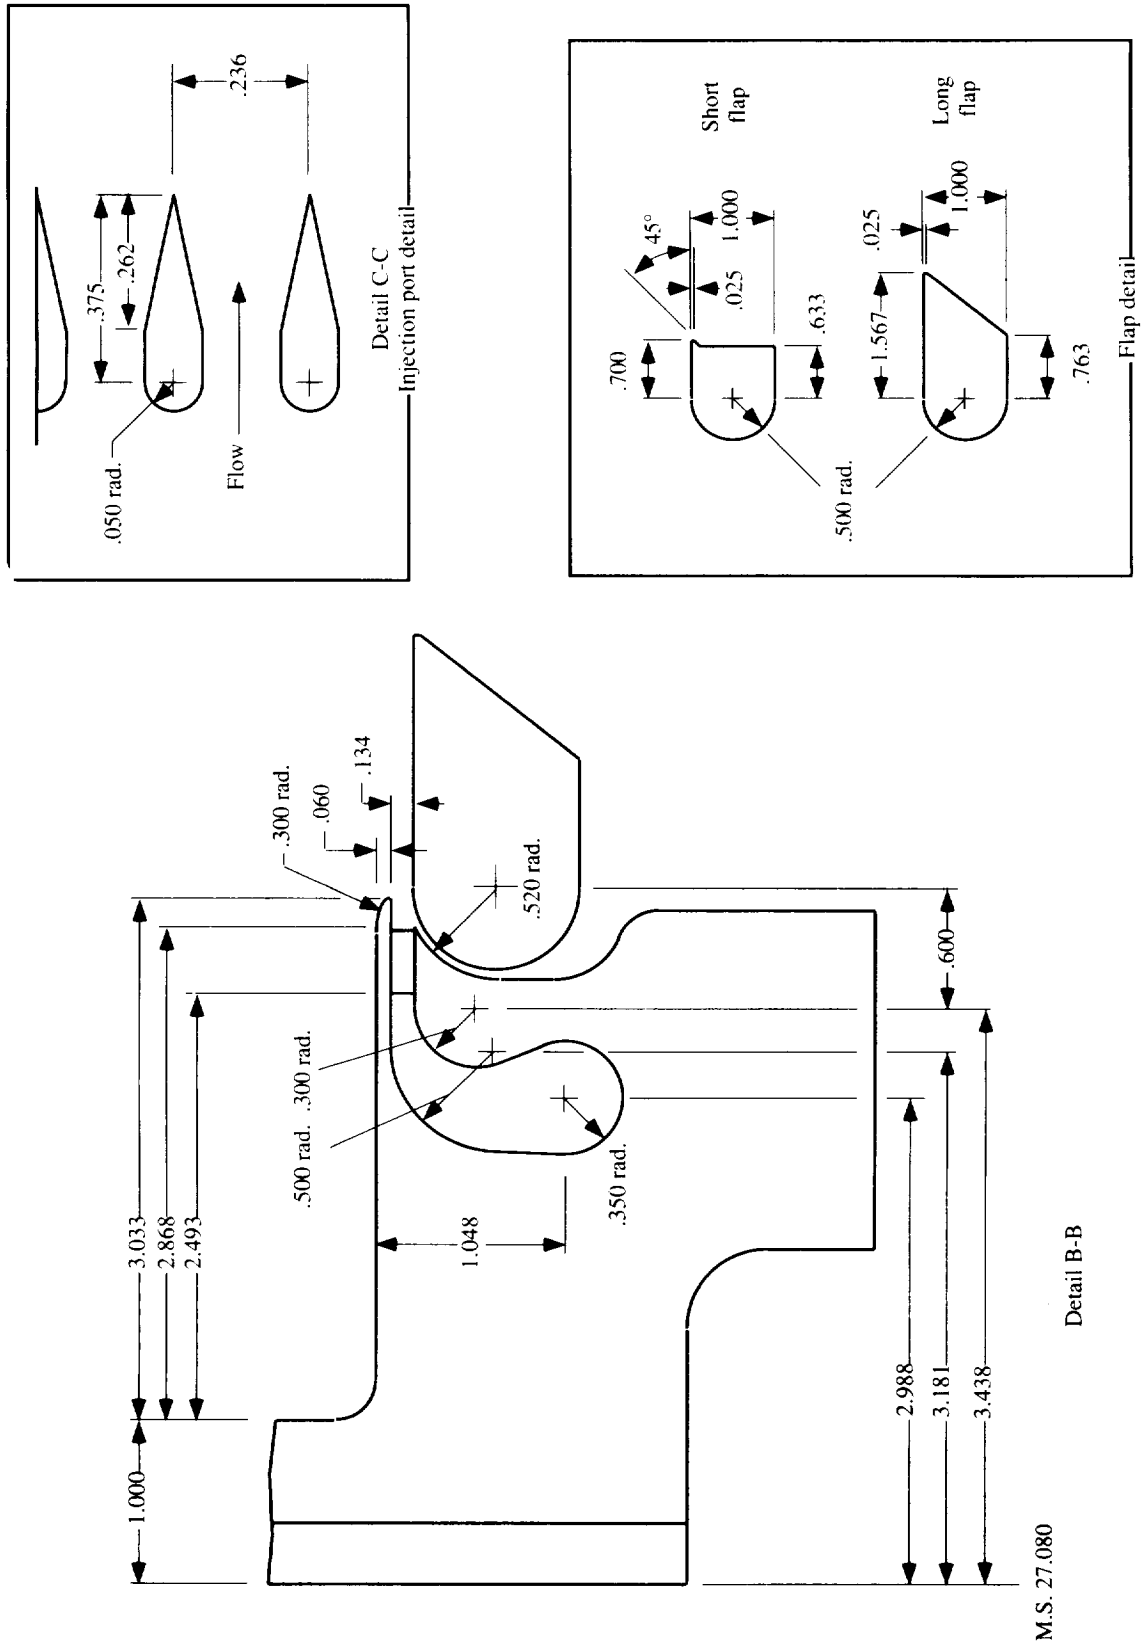 .236
.375
.262
.050 rad.
Flow
Detail C-C
Injection port detail
Short
flap
45°
1.000
.025
.700
.633
Long
flap
1.000
.025
1.567
.763
.500 rad.
Flap detail
.134
.060
.300 rad.
.520 rad.
.600
.500 rad.
.300 rad.
.350 rad.
1.048
3.033
2.868
2.493
1.000
2.988
3.181
3.438
M.S. 27.080
Detail B-B